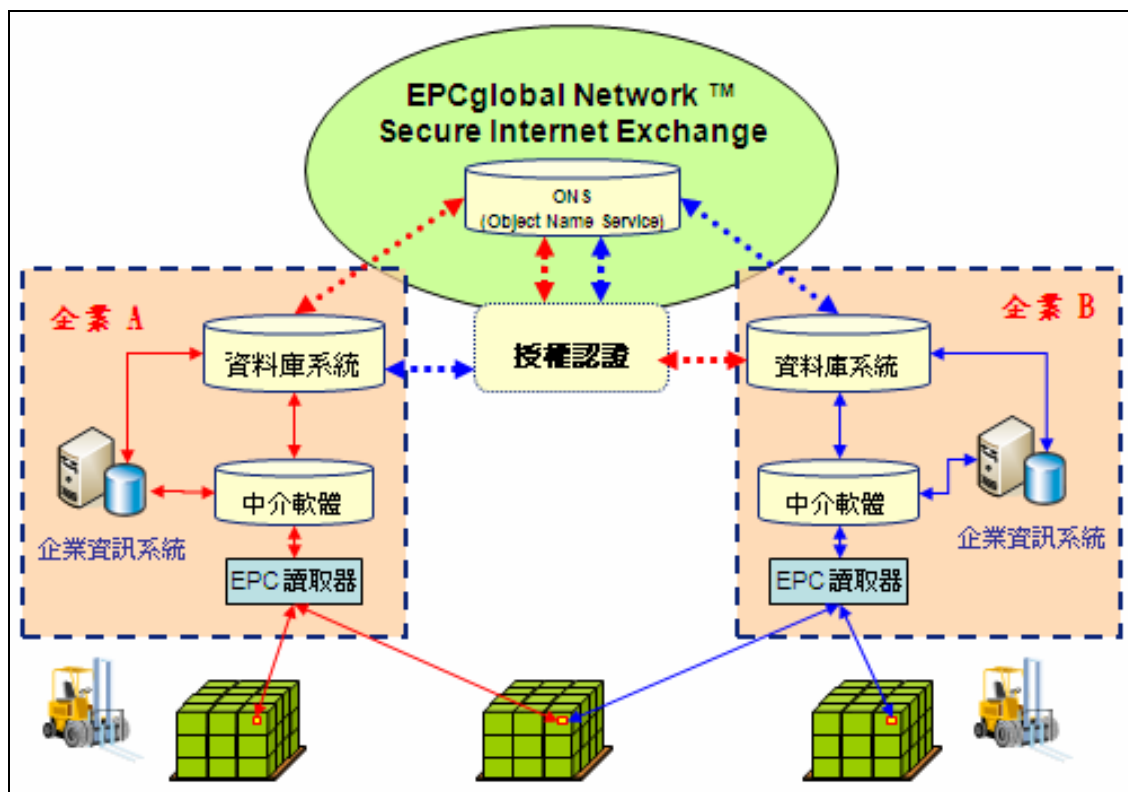 EPCglobal Network ™
Secure Internet Exchange
ONS
(Object Name Service)
企業 A
企業 B
資料庫系統
授權認證
資料庫系統
中介軟體
中介軟體
企業資訊系統
企業資訊系統
EPC 讀取器
EPC 讀取器